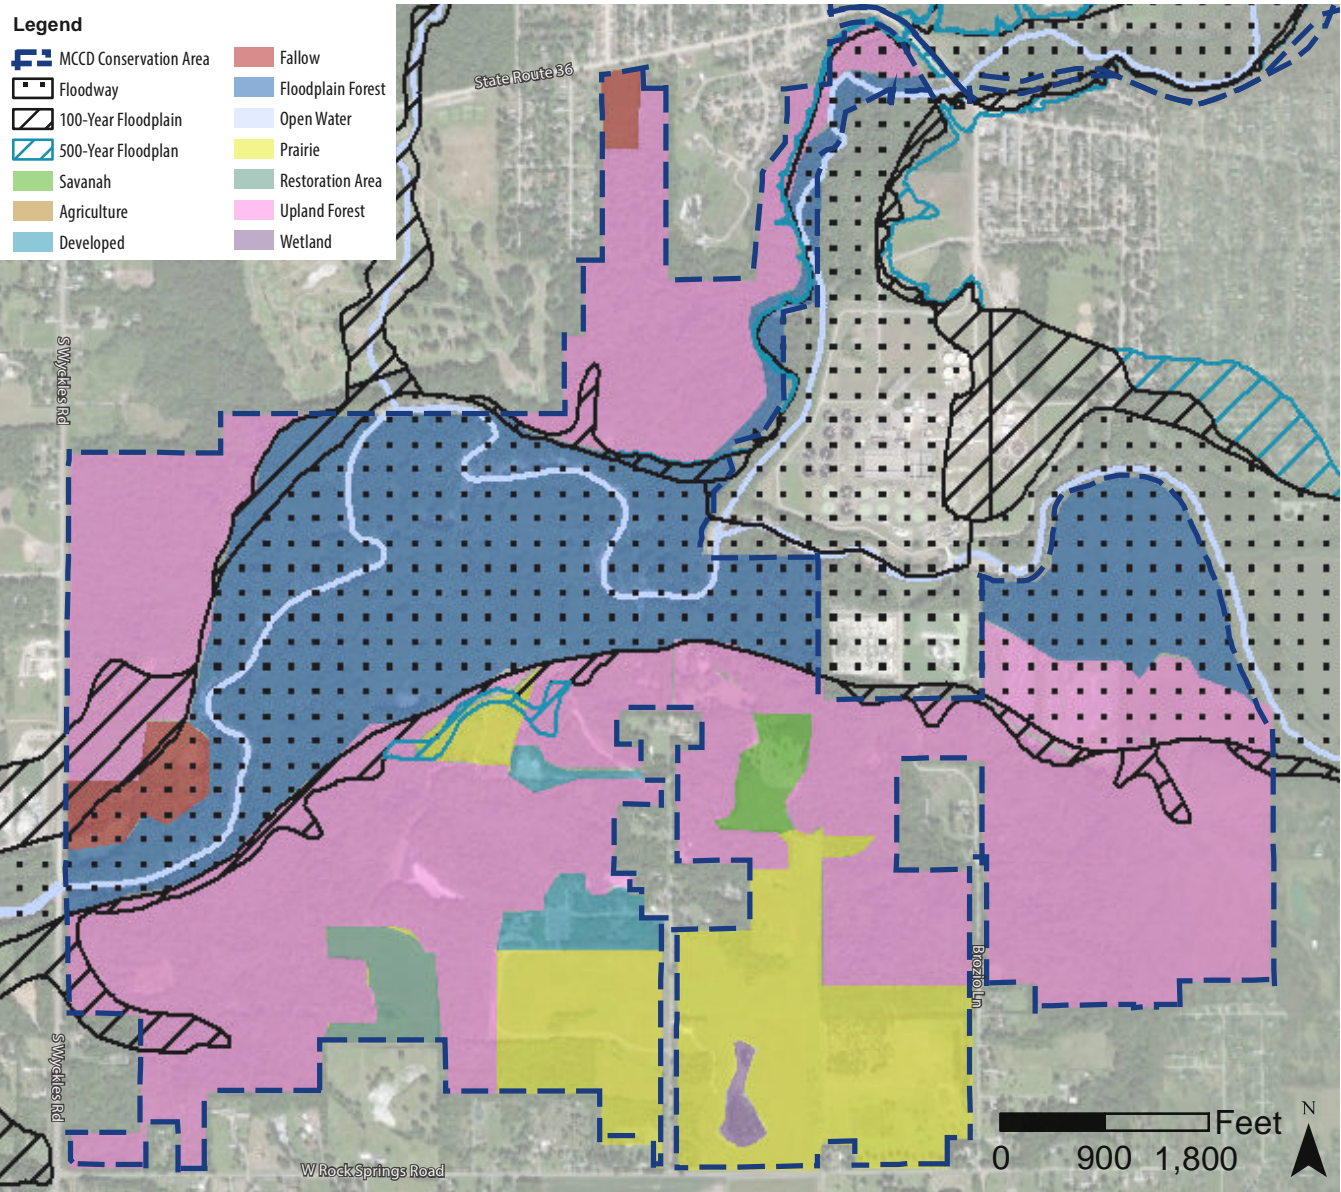 Legend
MCCD Conservation Area
Floodway
100-Year Floodplain
500-Year Floodplan
Savanah
Agriculture
Developed
Fallow
Floodplain Forest
Open Water
Prairie
Restoration Area
Upland Forest
Wetland
State Route 36
S Wyckles Rd
S Wyckles Rd
Brozio Ln
W Rock Springs Road
N
Feet
0 900 1,800